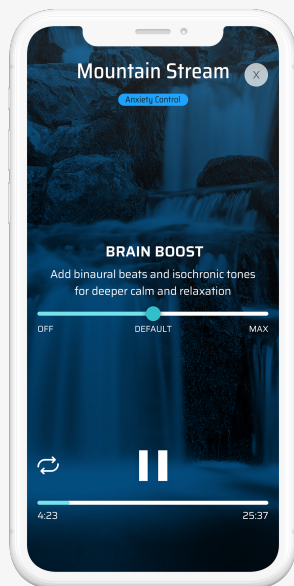 Mountain Stream
X
Anxiety Control
BRAIN BOOST
Add binaural beats and isochronic tones
for deeper calm and relaxation
OFF DEFAULT MAX
4:23 25:37